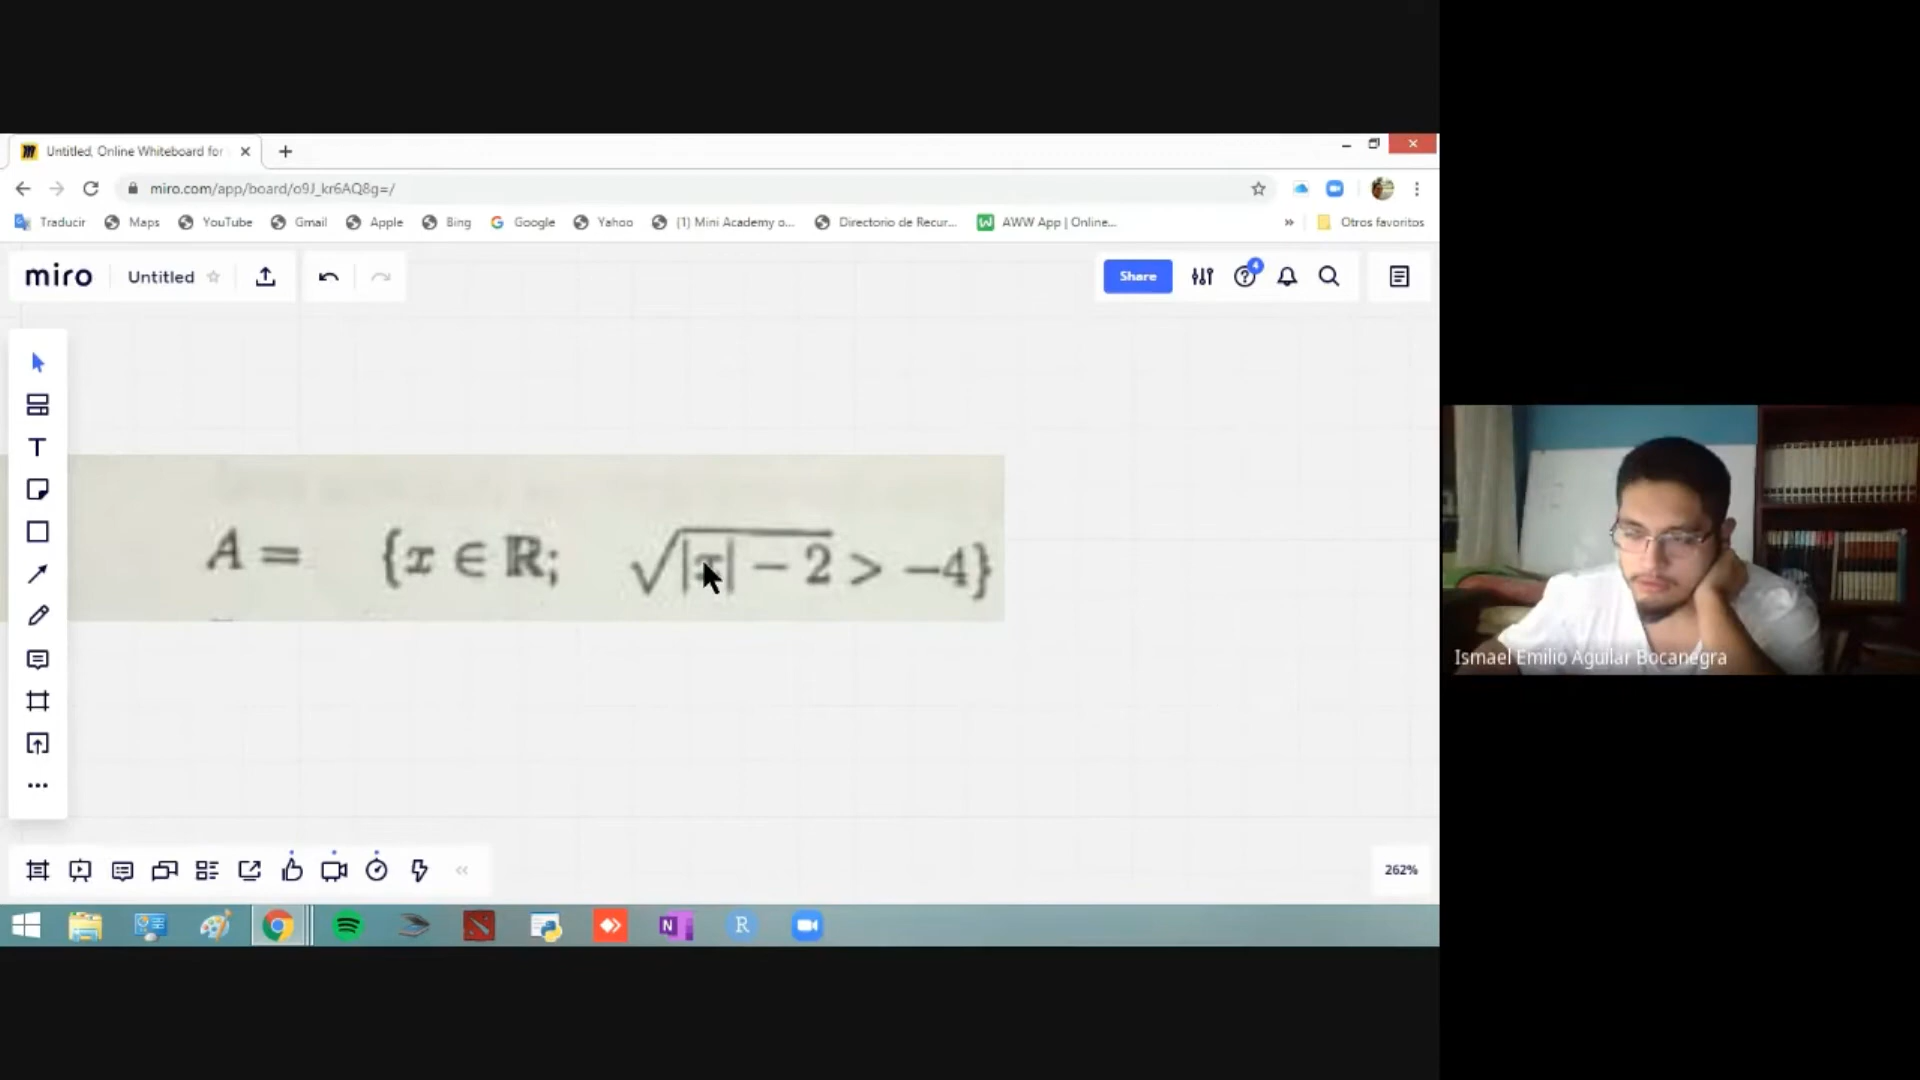 Untitled, Online Whiteboard for
miro.com/app/board/o9J_kr6AQ8g=/
Traducir Maps YouTube Gmail Apple Bing Google Yahoo (1) Mini Academy o... Directorio de Recur... AWW App | Online... » Otros favoritos
miro Untitled Share 4
A = {x ∈ ℝ; √|x| − 2 > −4}
Ismael Emilio Aguilar Bocanegra
262%